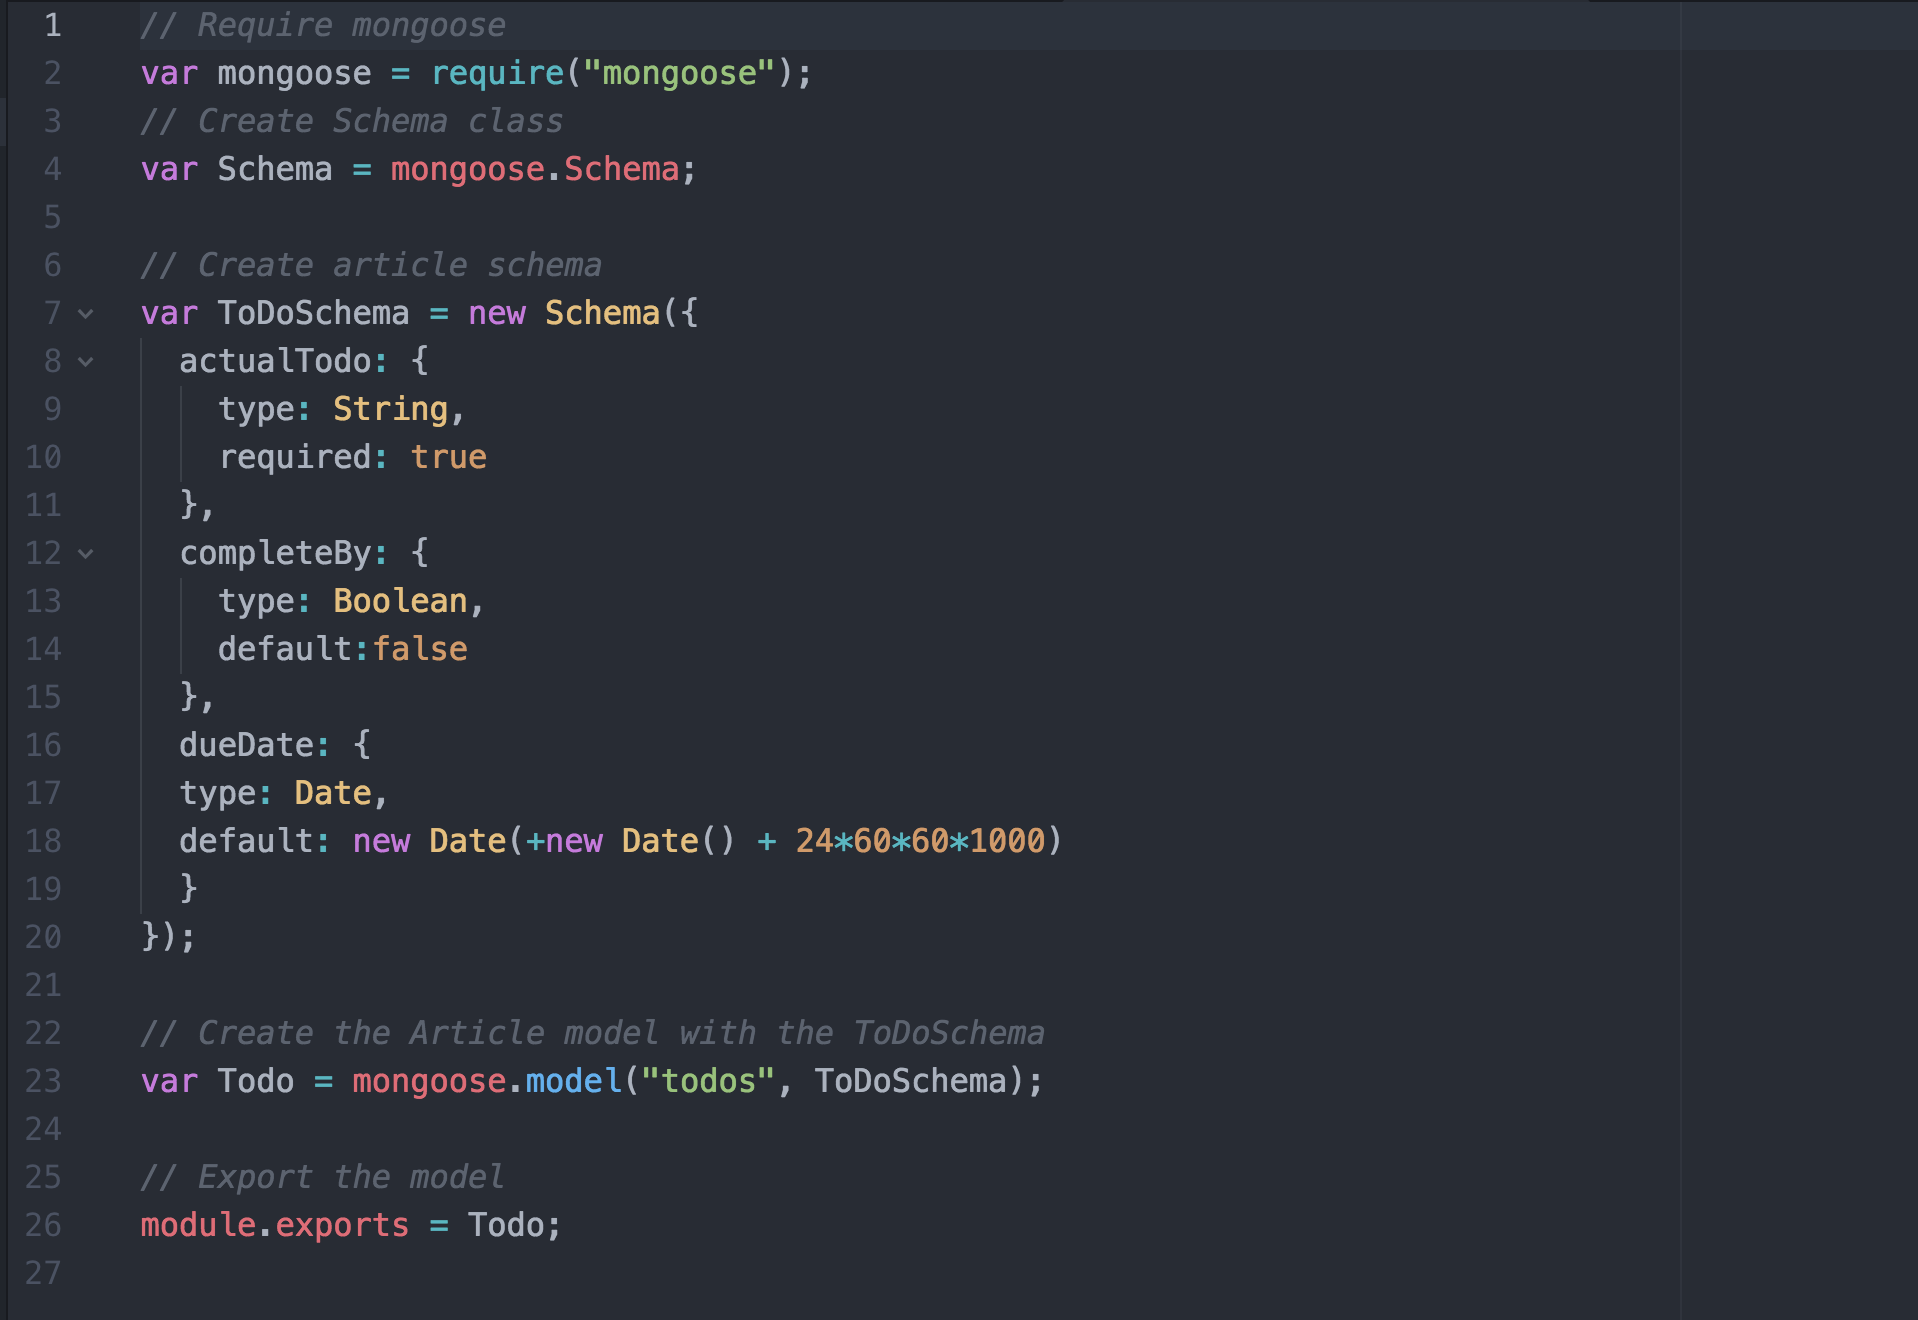 1 // Require mongoose
2 var mongoose = require("mongoose");
3 // Create Schema class
4 var Schema = mongoose.Schema;
5
6 // Create article schema
7 var ToDoSchema = new Schema({
8 actualTodo: {
9 type: String,
10 required: true
11 },
12 completeBy: {
13 type: Boolean,
14 default:false
15 },
16 dueDate: {
17 type: Date,
18 default: new Date(+new Date() + 24*60*60*1000)
19 }
20 });
21
22 // Create the Article model with the ToDoSchema
23 var Todo = mongoose.model("todos", ToDoSchema);
24
25 // Export the model
26 module.exports = Todo;
27